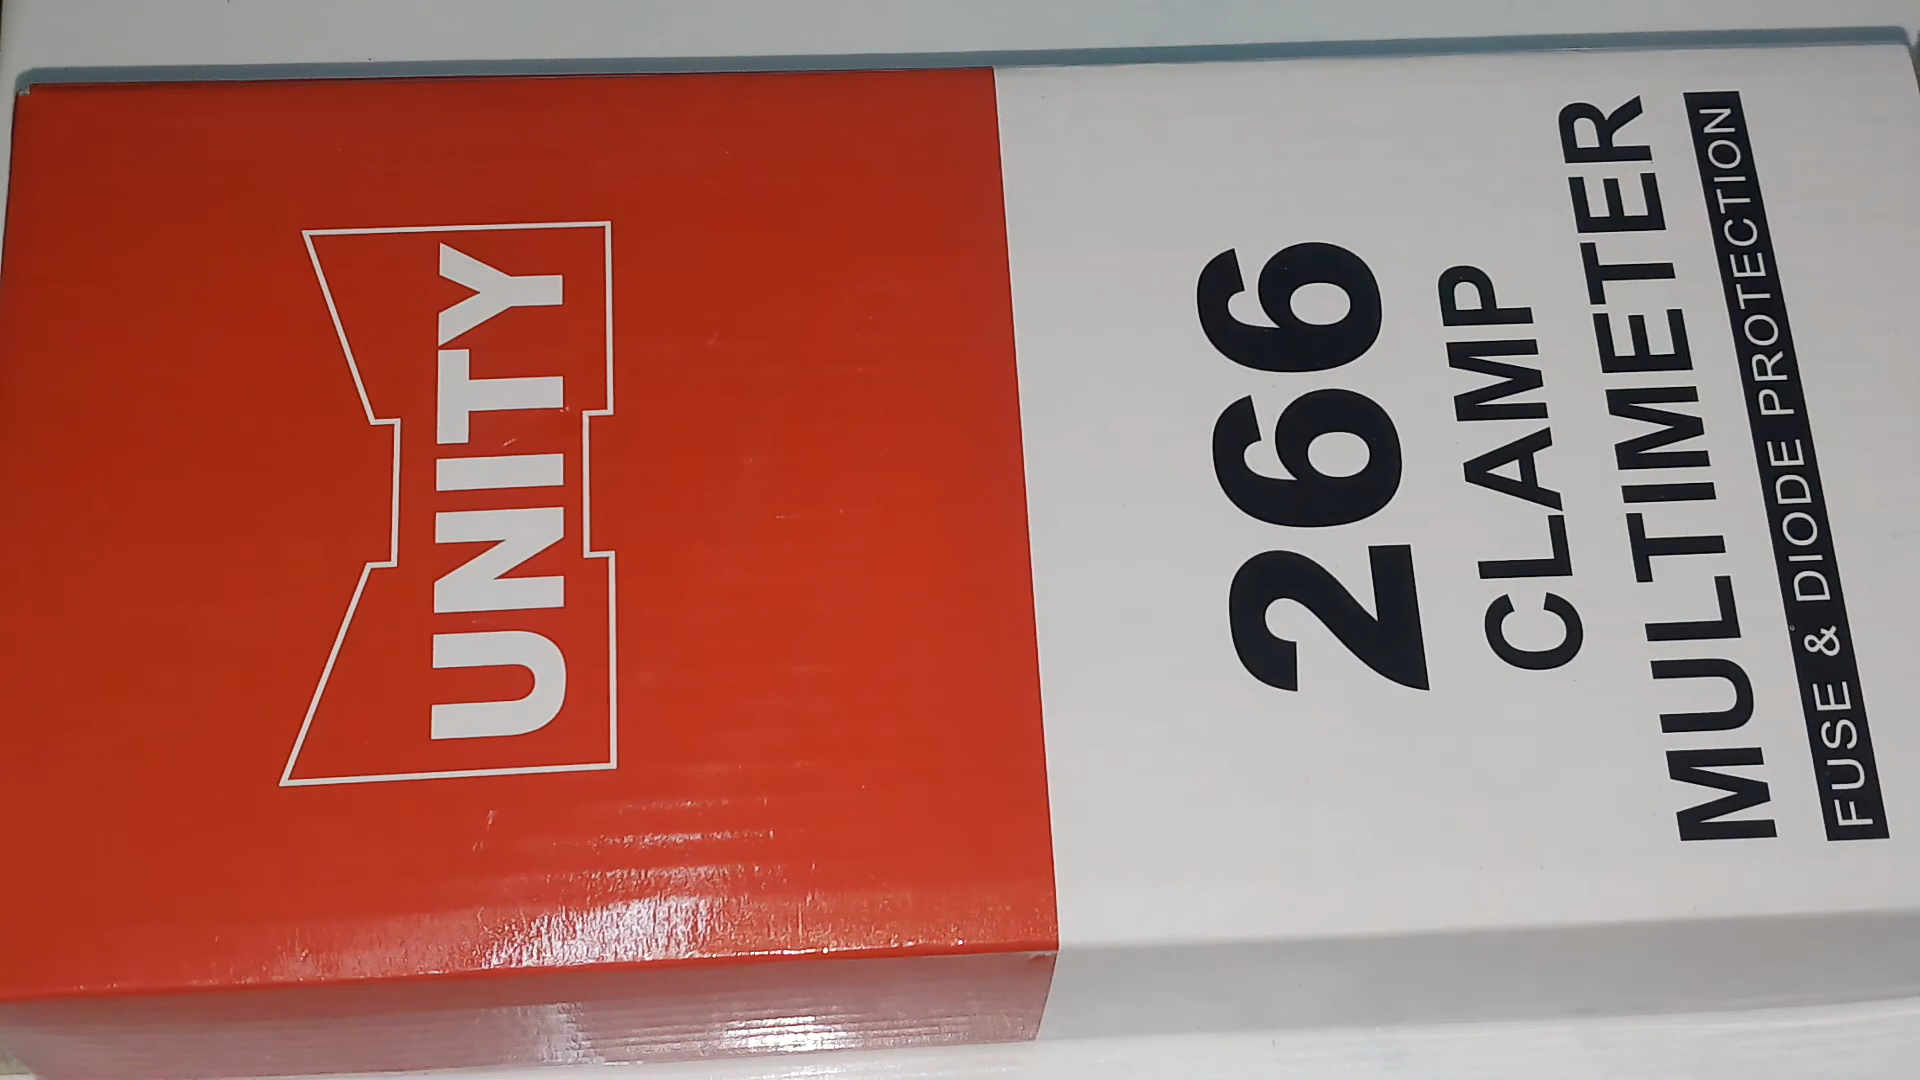 UNITY
266
CLAMP
MULTIMETER
FUSE & DIODE PROTECTION